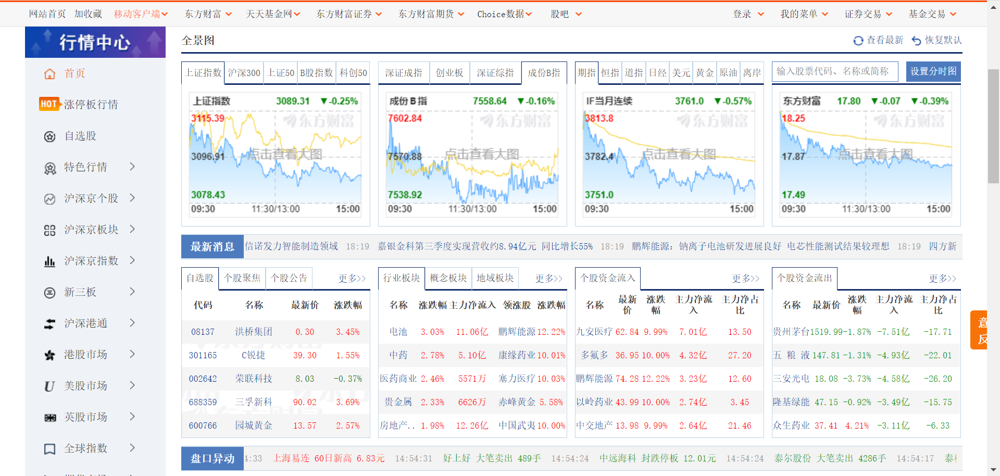 网站首页 加收藏 移动客户端 东方财富 天天基金网 东方财富证券 东方财富期货 Choice数据 股吧 登录 我的菜单 证券交易 基金交易
行情中心
首页
HOT 涨停板行情
自选股
特色行情
沪深京个股
沪深京板块
沪深京指数
新三板
沪深港通
港股市场
美股市场
英股市场
全球指数
全景图 查看最新 恢复默认
上证指数 沪深300 上证50 B股指数 科创50
上证指数 3089.31 ▼-0.25%
3115.39 东方财富
3096.91 点击查看大图
3078.43
09:30 11:30/13:00 15:00
深证成指 创业板 深证综指 成份B指
成份B指 7558.64 ▼-0.16%
7602.84 东方财富
7570.88 点击查看大图
7538.92
09:30 11:30/13:00 15:00
期指 恒指 道指 日经 美元 黄金 原油 离岸
IF当月连续 3761.0 ▼-0.57%
3813.8 东方财富
3782.4 点击查看大图
3751.0
09:30 15:00
输入股票代码、名称或简称 设置分时图
东方财富 17.80 ▼-0.07 ▼-0.39%
18.25 东方财富
17.87 点击查看大图
17.49
09:30 11:30/13:00 15:00
最新消息 信诺发力智能制造领域 18:19 嘉银金科第三季度实现营收约8.94亿元 同比增长55% 18:19 鹏辉能源：钠离子电池研发进展良好 电芯性能测试结果较理想 18:19 四方新
自选股 个股聚焦 个股公告 更多>>
代码 名称 最新价 涨跌幅
08137 洪桥集团 0.30 3.45%
301165 C锐捷 39.30 1.55%
002642 荣联科技 8.03 -0.37%
688359 三孚新科 90.02 3.69%
600766 园城黄金 13.57 2.57%
行业板块 概念板块 地域板块 更多>>
名称 涨跌幅 主力净流入 领涨股 涨跌幅
电池 3.03% 11.06亿 鹏辉能源 12.22%
中药 2.78% 5.10亿 康缘药业 10.01%
医药商业 2.46% 5571万 塞力医疗 10.03%
贵金属 2.33% 6626万 赤峰黄金 5.58%
房地产.. 1.98% 12.26亿 中国武夷 10.00%
个股资金流入 更多>>
名称 最新价 涨跌幅 主力净流入 主力净占比
九安医疗 62.84 9.99% 7.01亿 13.50
多氟多 36.95 10.00% 4.32亿 27.20
鹏辉能源 74.28 12.22% 3.23亿 12.60
以岭药业 43.99 10.00% 2.74亿 3.45
中交地产 13.98 9.99% 2.64亿 21.46
个股资金流出 更多>>
名称 最新价 涨跌幅 主力净流入 主力净占比
贵州茅台 1519.99 -1.87% -7.51亿 -17.71
五 粮 液 147.81 -1.31% -4.93亿 -22.01
三安光电 18.08 -3.73% -4.58亿 -26.20
隆基绿能 47.15 -0.92% -3.49亿 -15.75
众生药业 37.41 4.21% -3.11亿 -6.33
意
反
盘口异动 4:33 上海易连 60日新高 6.83元 14:54:31 好上好 大笔卖出 489手 14:54:24 中远海科 封跌停板 12.01元 14:54:24 泰尔股份 大笔卖出 4286手 14:54:17 泰